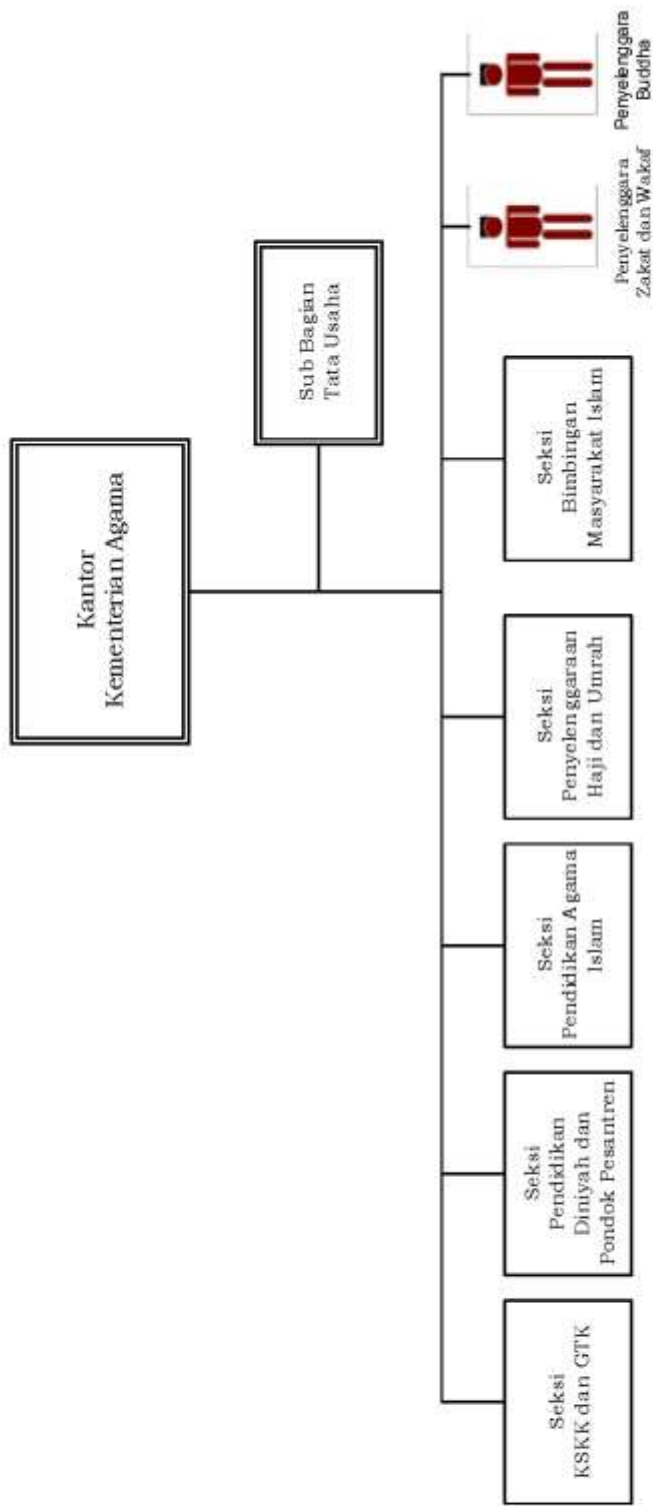 Kantor
Kementerian Agama
Sub Bagian
Tata Usaha
Seksi
KSKK dan GTK
Seksi
Pendidikan
Diniyah dan
Pondok Pesantren
Seksi
Pendidikan Agama
Islam
Seksi
Penyelenggaraan
Haji dan Umrah
Seksi
Bimbingan
Masyarakat Islam
Penyelenggara
Zakat dan Wakaf
Penyelenggara
Buddha